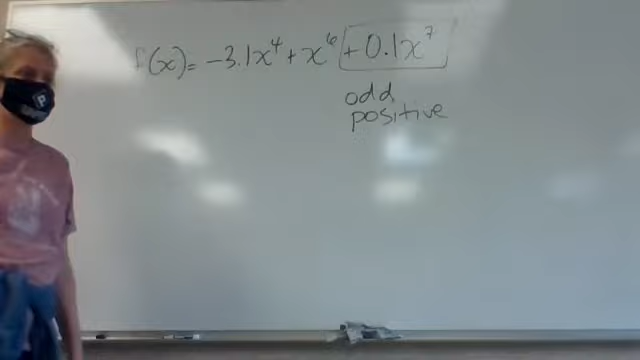 f(x) = -3.1x⁴ + x⁶ + 0.1x⁷
odd,
positive